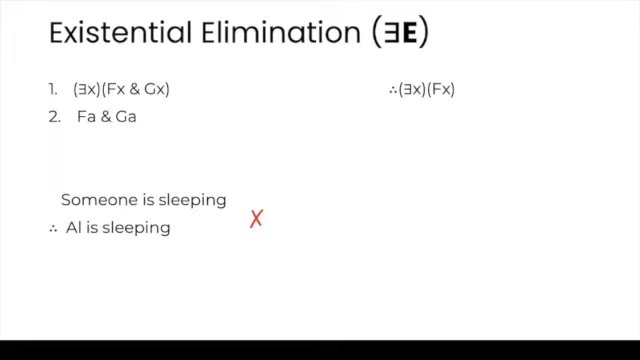 Existential Elimination (∃E)
1. (∃x)(Fx & Gx) ∴(∃x)(Fx)
2. Fa & Ga
Someone is sleeping
∴ Al is sleeping X